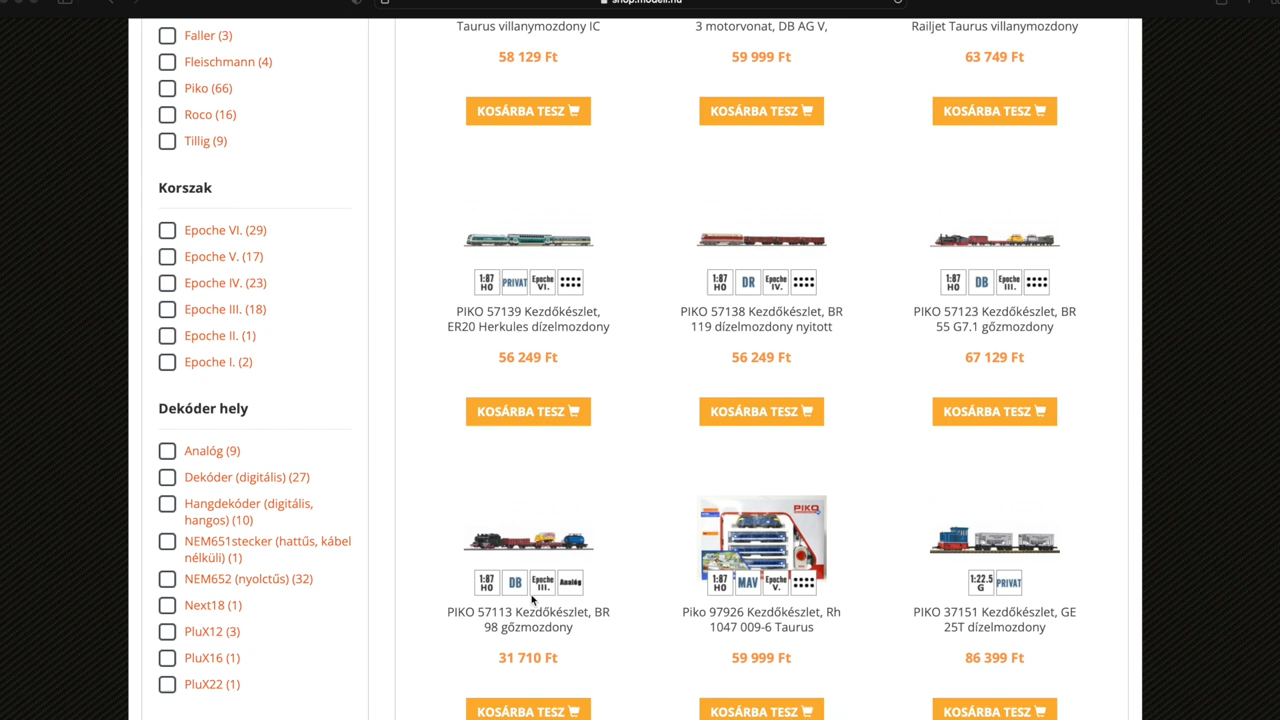 shop.modell.hu
Faller (3)
Fleischmann (4)
Piko (66)
Roco (16)
Tillig (9)
Korszak
Epoche VI. (29)
Epoche V. (17)
Epoche IV. (23)
Epoche III. (18)
Epoche II. (1)
Epoche I. (2)
Dekóder hely
Analóg (9)
Dekóder (digitális) (27)
Hangdekóder (digitális,
hangos) (10)
NEM651stecker (hattűs, kábel
nélküli) (1)
NEM652 (nyolctűs) (32)
Next18 (1)
PluX12 (3)
PluX16 (1)
PluX22 (1)
Taurus villanymozdony IC
58 129 Ft
KOSÁRBA TESZ
3 motorvonat, DB AG V,
59 999 Ft
KOSÁRBA TESZ
Railjet Taurus villanymozdony
63 749 Ft
KOSÁRBA TESZ
1:87
H0
PRIVAT
Epoche
VI.
PIKO 57139 Kezdőkészlet,
ER20 Herkules dízelmozdony
56 249 Ft
KOSÁRBA TESZ
1:87
H0
DR
Epoche
IV.
PIKO 57138 Kezdőkészlet, BR
119 dízelmozdony nyitott
56 249 Ft
KOSÁRBA TESZ
1:87
H0
DB
Epoche
III.
PIKO 57123 Kezdőkészlet, BR
55 G7.1 gőzmozdony
67 129 Ft
KOSÁRBA TESZ
1:87
H0
DB
Epoche
III.
Analóg
PIKO 57113 Kezdőkészlet, BR
98 gőzmozdony
31 710 Ft
KOSÁRBA TESZ
PIKO
1:87
H0
MAV
Epoche
V.
Piko 97926 Kezdőkészlet, Rh
1047 009-6 Taurus
59 999 Ft
KOSÁRBA TESZ
1:22.5
G
PRIVAT
PIKO 37151 Kezdőkészlet, GE
25T dízelmozdony
86 399 Ft
KOSÁRBA TESZ